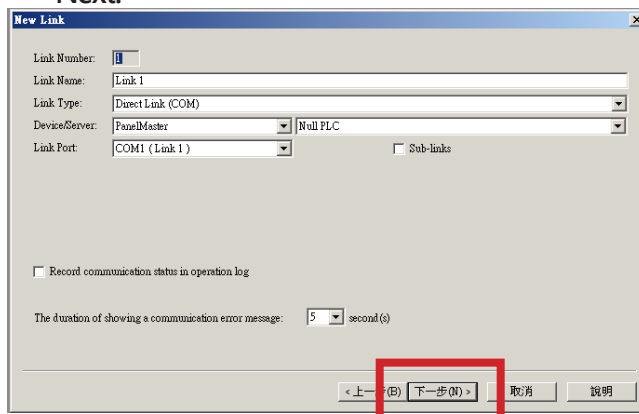 Next.
New Link
Link Number: 1
Link Name: Link 1
Link Type: Direct Link (COM)
Device/Server: PanelMaster Null PLC
Link Port: COM1 ( Link 1 ) Sub-links
Record communication status in operation log
The duration of showing a communication error message: 5 second(s)
<上一步(B) 下一步(N)> 取消 說明